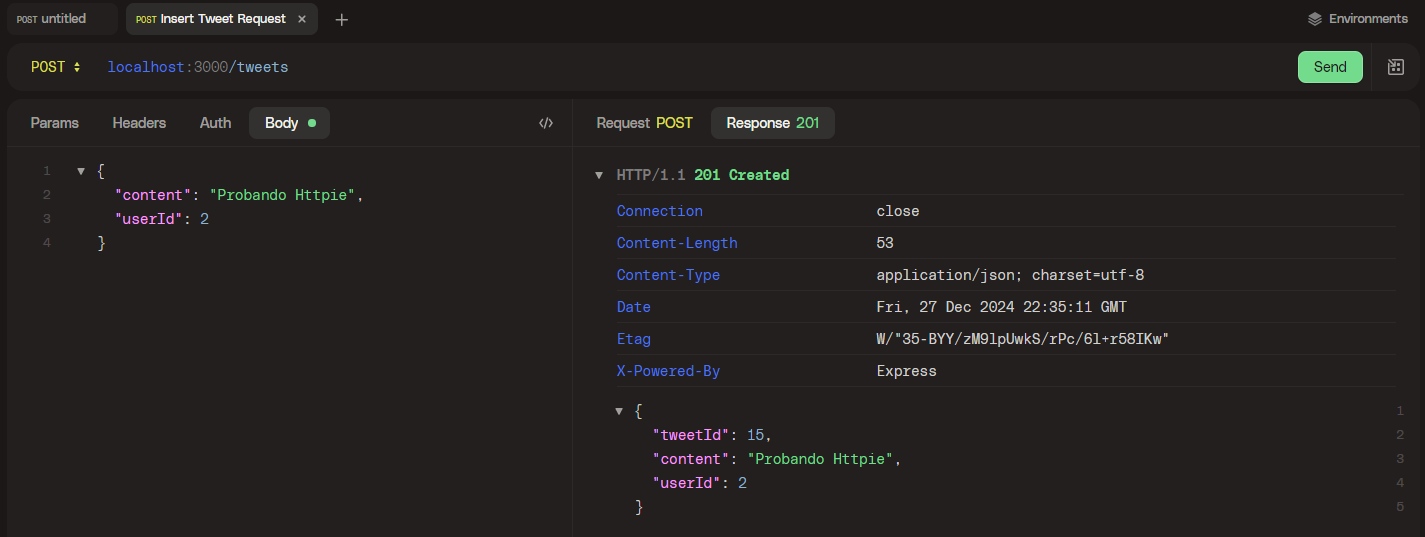 POST untitled
POST Insert Tweet Request × +
Environments
POST localhost:3000/tweets
Send
Params Headers Auth Body
</>
1 {
2 "content": "Probando Httpie",
3 "userId": 2
4 }
Request POST Response 201
HTTP/1.1 201 Created
Connection close
Content-Length 53
Content-Type application/json; charset=utf-8
Date Fri, 27 Dec 2024 22:35:11 GMT
Etag W/"35-BYY/zM9lpUwkS/rPc/6l+r58IKw"
X-Powered-By Express
{ 1
"tweetId": 15, 2
"content": "Probando Httpie", 3
"userId": 2 4
} 5